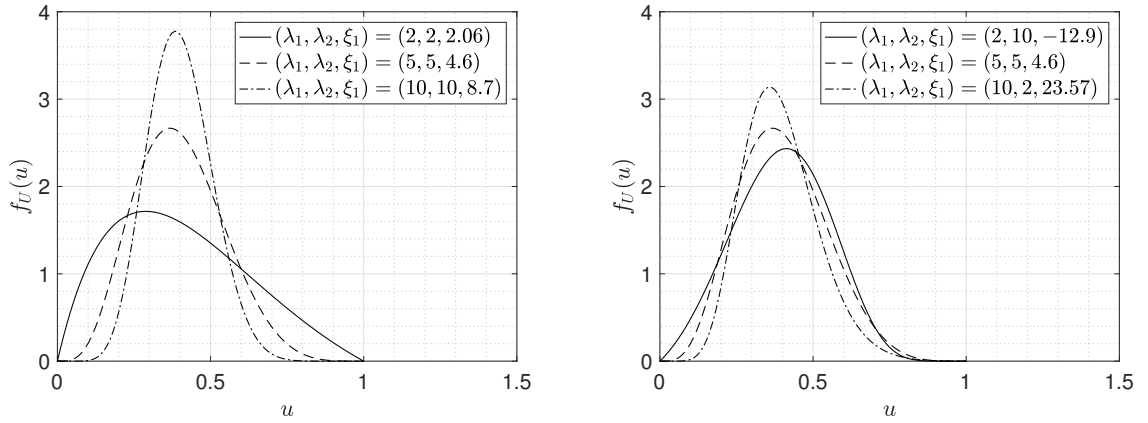 4
3
2
1
0
0
0.5
1
1.5
f_U(u)
u
(λ_1, λ_2, ξ_1) = (2, 2, 2.06)
(λ_1, λ_2, ξ_1) = (5, 5, 4.6)
(λ_1, λ_2, ξ_1) = (10, 10, 8.7)
4
3
2
1
0
0
0.5
1
1.5
f_U(u)
u
(λ_1, λ_2, ξ_1) = (2, 10, −12.9)
(λ_1, λ_2, ξ_1) = (5, 5, 4.6)
(λ_1, λ_2, ξ_1) = (10, 2, 23.57)